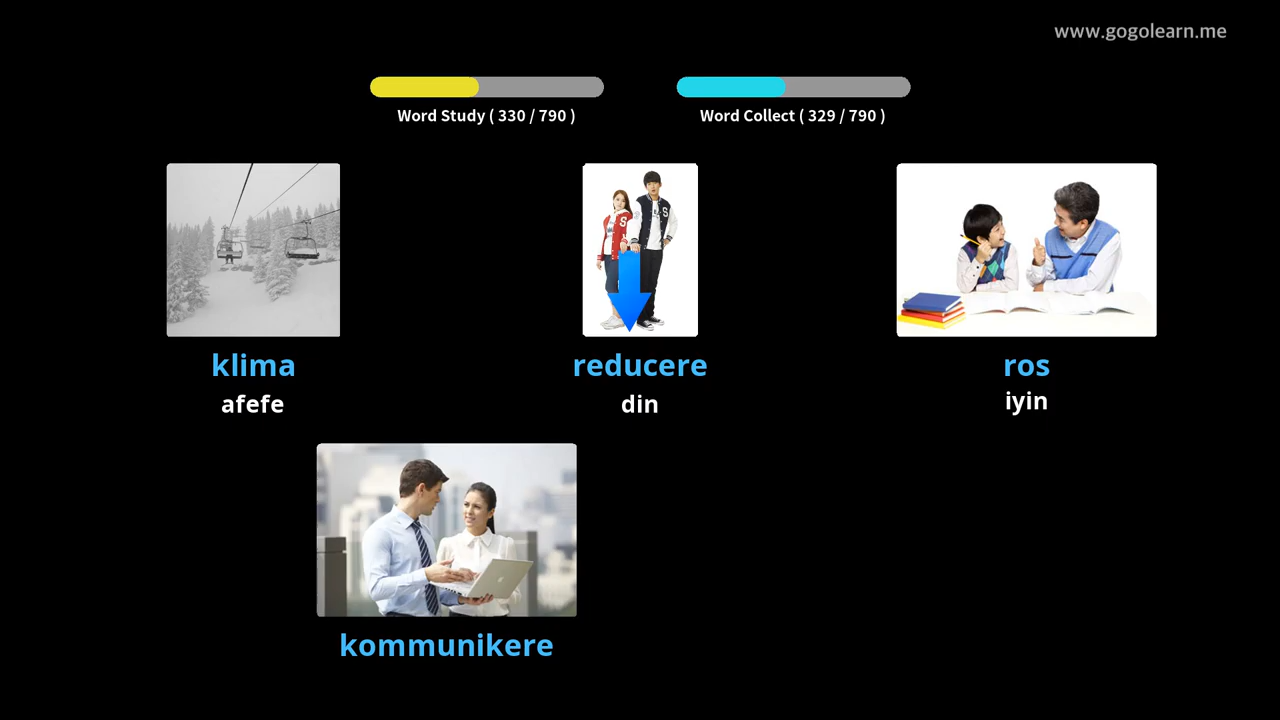 www.gogolearn.me
Word Study ( 330 / 790 )
Word Collect ( 329 / 790 )
klima
afefe
reducere
din
ros
iyin
kommunikere